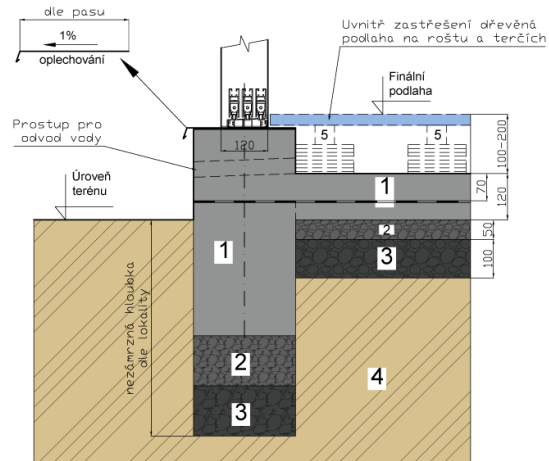 dle pasu
1%
oplechování
Uvnitř zastřešení dřevěná
podlaha na roštu a terčích
Finální
podlaha
Prostup pro
odvod vody
120
5
5
100-200
1
70
120
Úroveň
terénu
2
50
1
3
100
nezámrzná hloubka
dle lokality
2
4
3